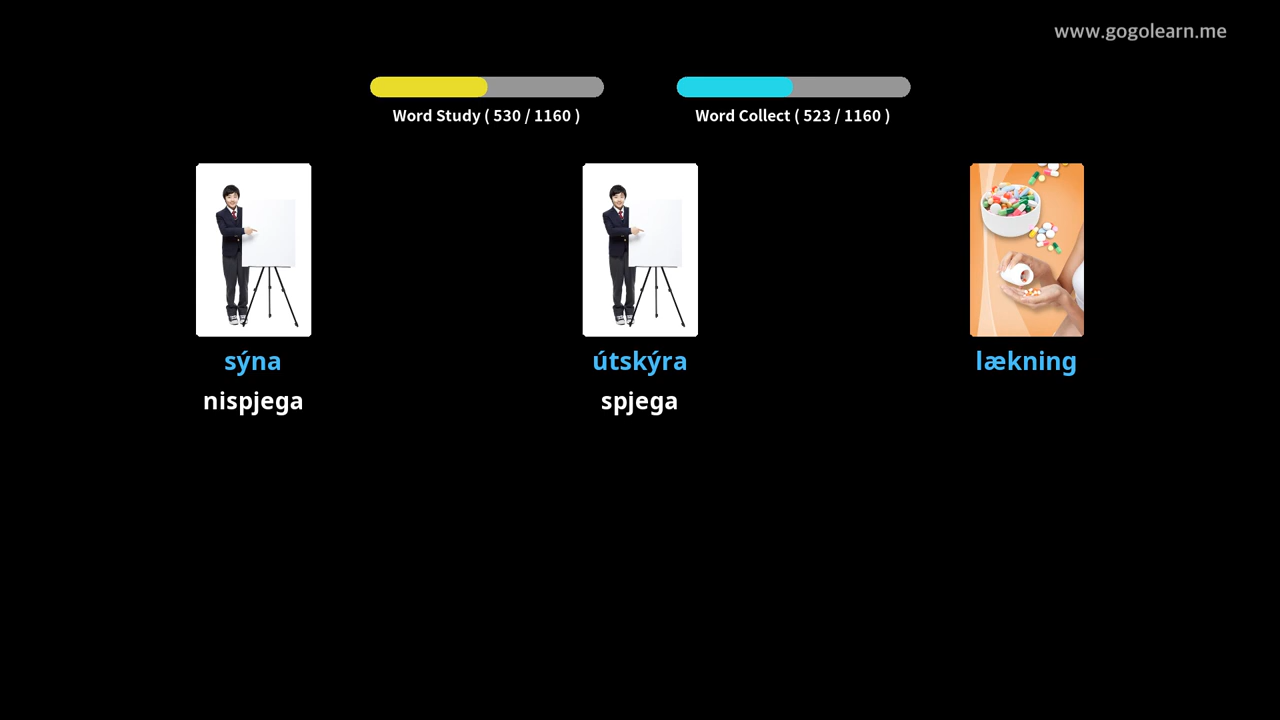 www.gogolearn.me
Word Study ( 530 / 1160 )
Word Collect ( 523 / 1160 )
sýna
útskýra
lækning
nispjega
spjega